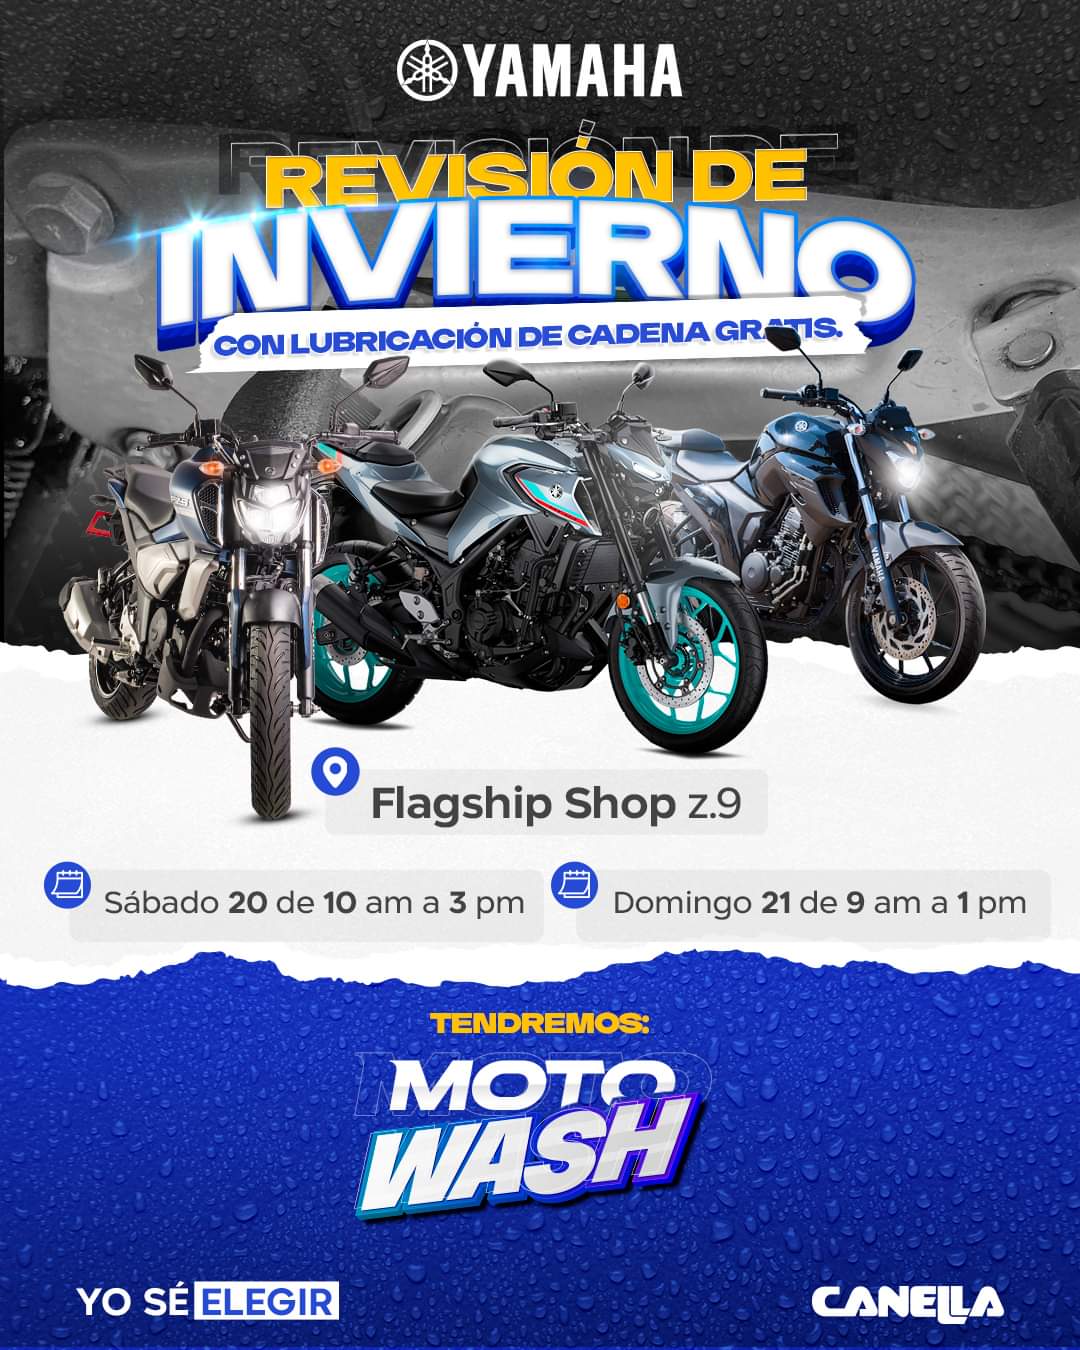 YAMAHA
REVISIÓN DE
INVIERNO
CON LUBRICACIÓN DE CADENA GRATIS.
Flagship Shop z.9
Sábado 20 de 10 am a 3 pm
Domingo 21 de 9 am a 1 pm
TENDREMOS:
MOTO
WASH
YO SÉ ELEGIR
CANELLA